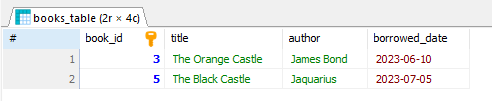 books_table (2r × 4c)
# book_id title author borrowed_date
1 3 The Orange Castle James Bond 2023-06-10
2 5 The Black Castle Jaquarius 2023-07-05